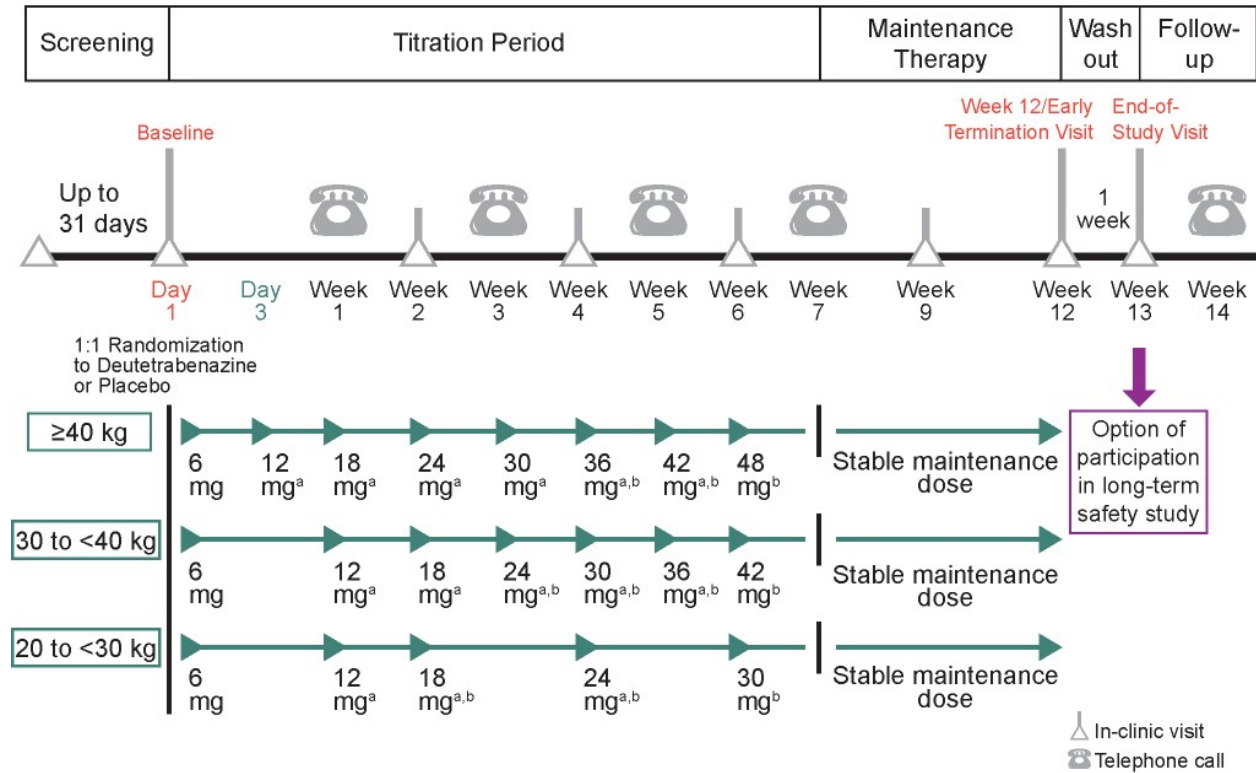 Screening
Titration Period
Maintenance
Therapy
Wash
out
Follow-
up
Baseline
Week 12/Early
Termination Visit
End-of-
Study Visit
Up to
31 days
1
week
Day
1
Day
3
Week
1
Week
2
Week
3
Week
4
Week
5
Week
6
Week
7
Week
9
Week
12
Week
13
Week
14
1:1 Randomization
to Deutetrabenazine
or Placebo
≥40 kg
6
mg
12
mgᵃ
18
mgᵃ
24
mgᵃ
30
mgᵃ
36
mgᵃ,ᵇ
42
mgᵃ,ᵇ
48
mgᵇ
Stable maintenance
dose
Option of
participation
in long-term
safety study
30 to <40 kg
6
mg
12
mgᵃ
18
mgᵃ
24
mgᵃ,ᵇ
30
mgᵃ,ᵇ
36
mgᵃ,ᵇ
42
mgᵇ
Stable maintenance
dose
20 to <30 kg
6
mg
12
mgᵃ
18
mgᵃ,ᵇ
24
mgᵃ,ᵇ
30
mgᵇ
Stable maintenance
dose
In-clinic visit
Telephone call